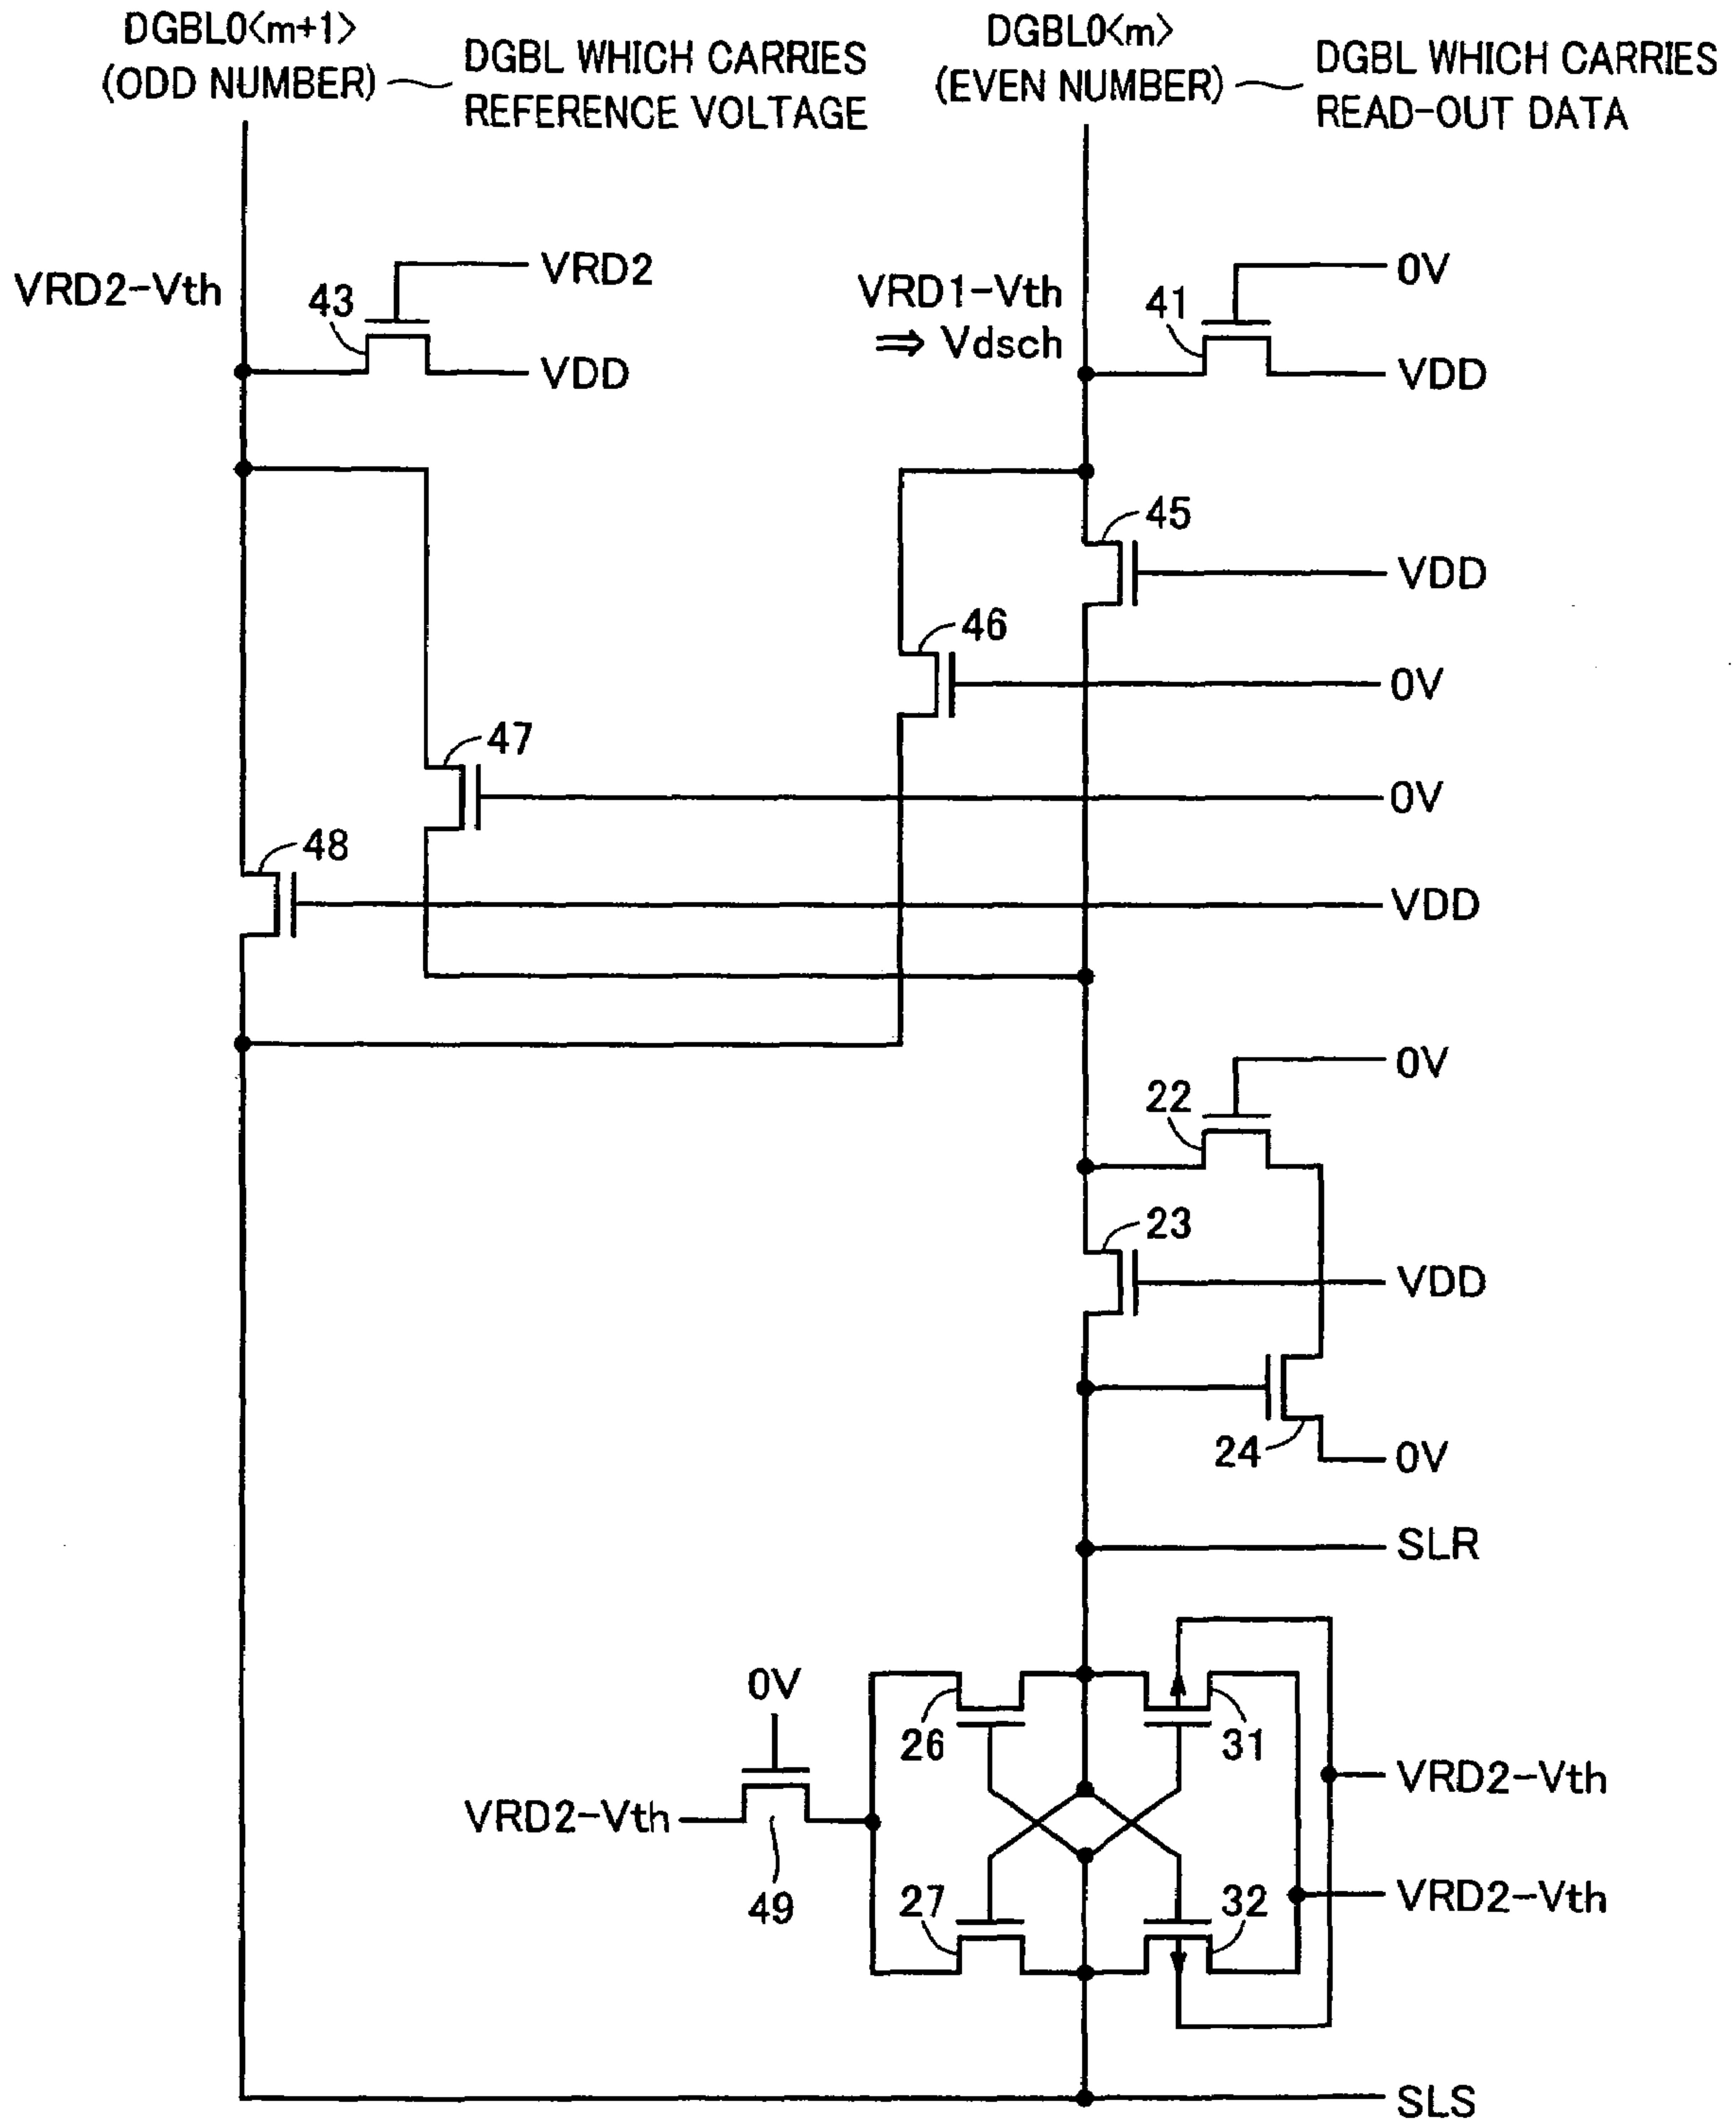 DGBL0<m+1>
(ODD NUMBER)
DGBL WHICH CARRIES
REFERENCE VOLTAGE
DGBL0<m>
(EVEN NUMBER)
DGBL WHICH CARRIES
READ-OUT DATA
VRD2-Vth
43
VRD2
VDD
VRD1-Vth
⇒ Vdsch
41
0V
VDD
45
VDD
46
0V
47
0V
48
VDD
0V
22
23
VDD
24
0V
SLR
0V
26
31
VRD2-Vth
VRD2-Vth
49
27
32
VRD2-Vth
SLS